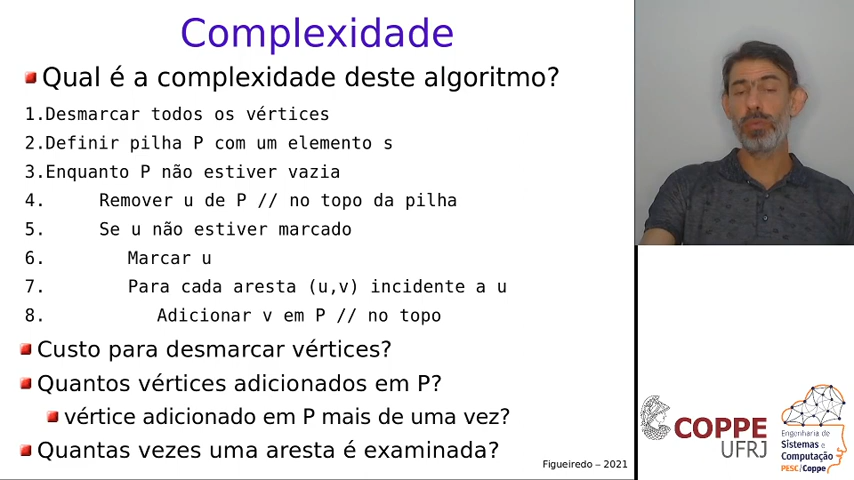 Complexidade
Qual é a complexidade deste algoritmo?
1.Desmarcar todos os vértices
2.Definir pilha P com um elemento s
3.Enquanto P não estiver vazia
4. Remover u de P // no topo da pilha
5. Se u não estiver marcado
6. Marcar u
7. Para cada aresta (u,v) incidente a u
8. Adicionar v em P // no topo
Custo para desmarcar vértices?
Quantos vértices adicionados em P?
vértice adicionado em P mais de uma vez?
Quantas vezes uma aresta é examinada?
Figueiredo – 2021
COPPE
UFRJ
Engenharia de
Sistemas e
Computação
PESC/Coppe